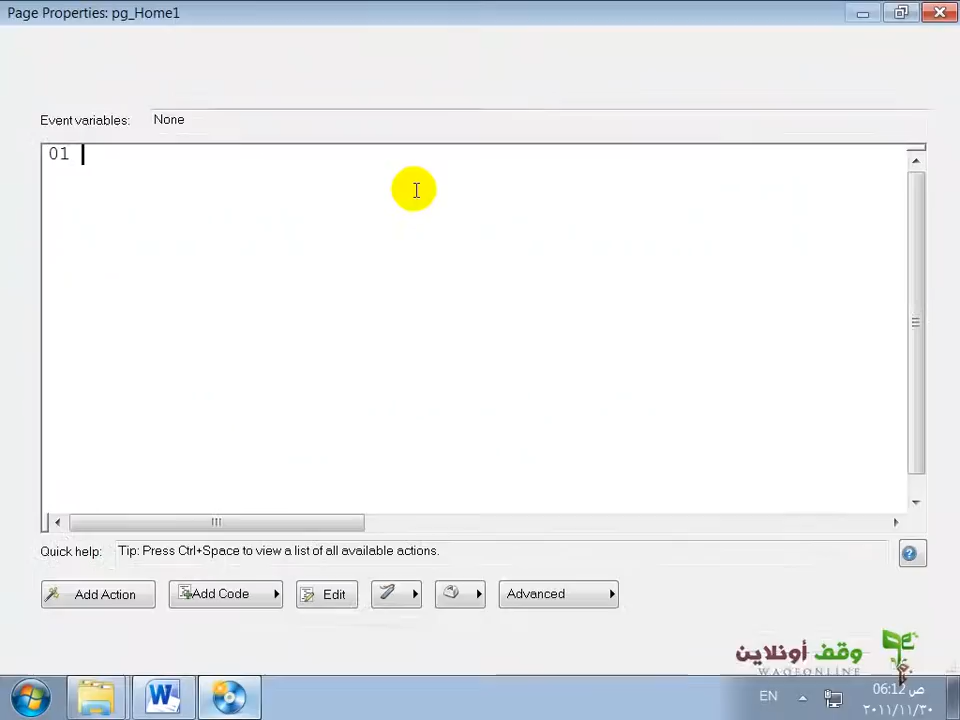 Page Properties: pg_Home1
Event variables: None
01
Quick help: Tip: Press Ctrl+Space to view a list of all available actions.
Add Action Add Code Edit Advanced
وقف أونلاين
WAQFONLINE
EN
06:12 ص
٢٠١١/١١/٣٠